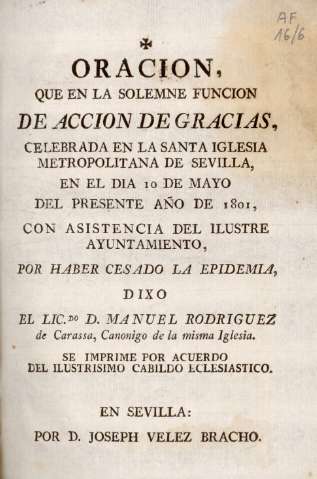 AF
16/6
✠
ORACION,
QUE EN LA SOLEMNE FUNCION
DE ACCION DE GRACIAS,
CELEBRADA EN LA SANTA IGLESIA
METROPOLITANA DE SEVILLA,
EN EL DIA 10 DE MAYO
DEL PRESENTE AÑO DE 1801,
CON ASISTENCIA DEL ILUSTRE
AYUNTAMIENTO,
POR HABER CESADO LA EPIDEMIA,
DIXO
EL LIC.DO D. MANUEL RODRIGUEZ
de Carassa, Canonigo de la misma Iglesia.
SE IMPRIME POR ACUERDO
DEL ILUSTRISIMO CABILDO ECLESIASTICO.
EN SEVILLA:
POR D. JOSEPH VELEZ BRACHO.